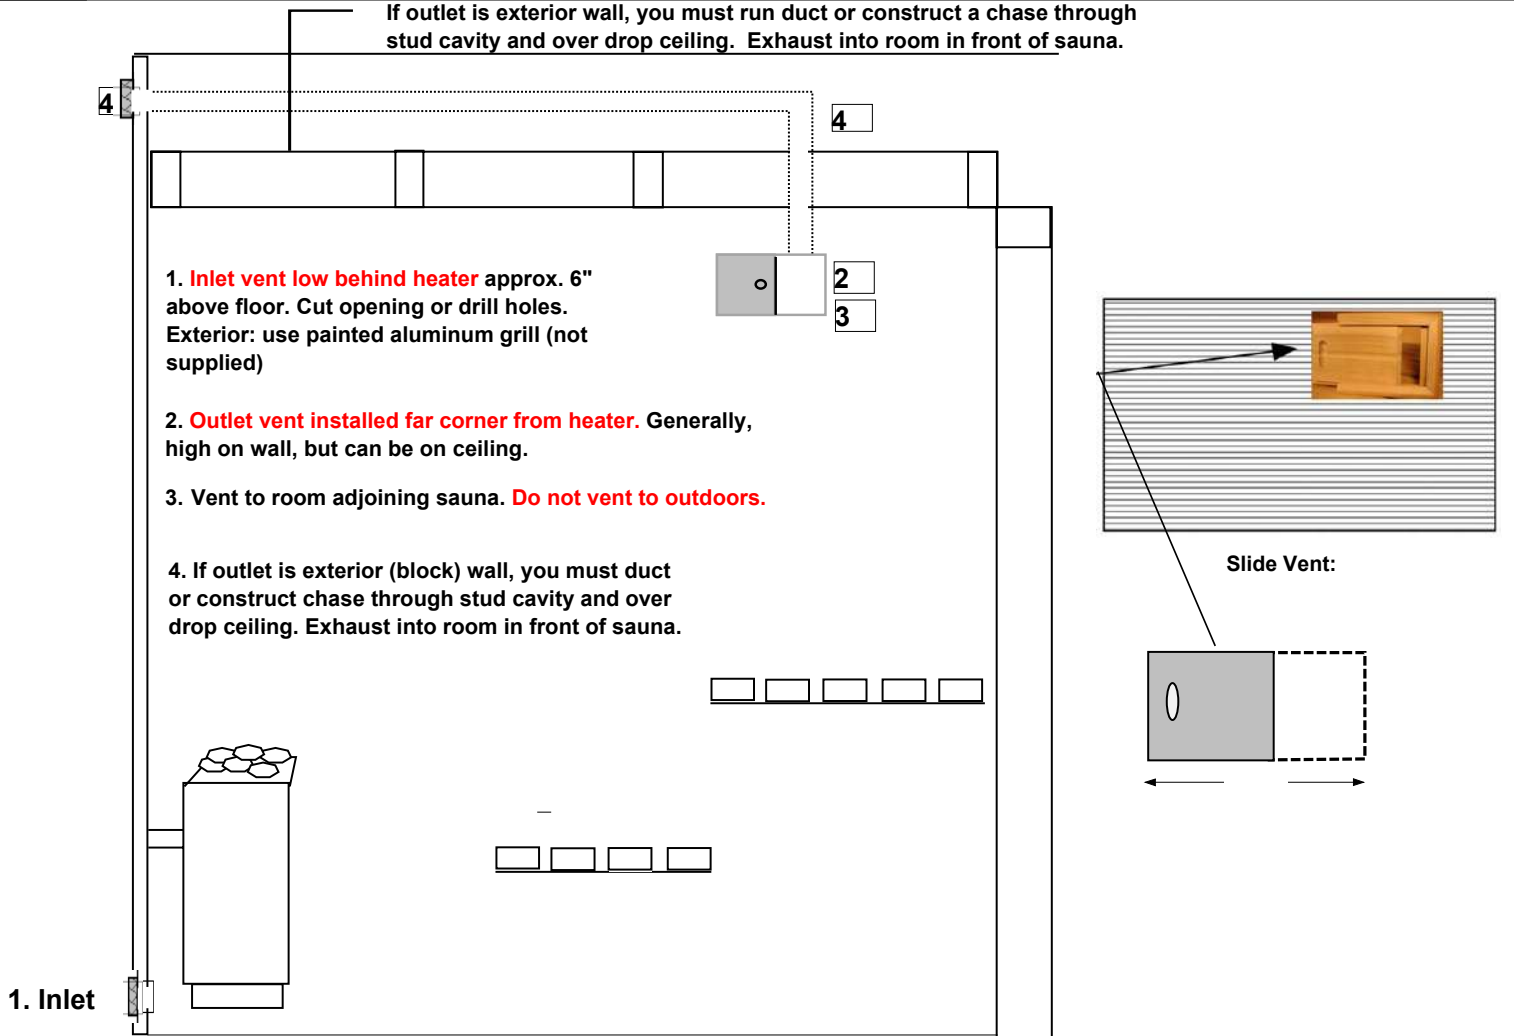 If outlet is exterior wall, you must run duct or construct a chase through
stud cavity and over drop ceiling. Exhaust into room in front of sauna.
4
4
1. Inlet vent low behind heater approx. 6"
above floor. Cut opening or drill holes.
Exterior: use painted aluminum grill (not
supplied)
2
3
2. Outlet vent installed far corner from heater. Generally,
high on wall, but can be on ceiling.
3. Vent to room adjoining sauna. Do not vent to outdoors.
4. If outlet is exterior (block) wall, you must duct
or construct chase through stud cavity and over
drop ceiling. Exhaust into room in front of sauna.
Slide Vent:
1. Inlet